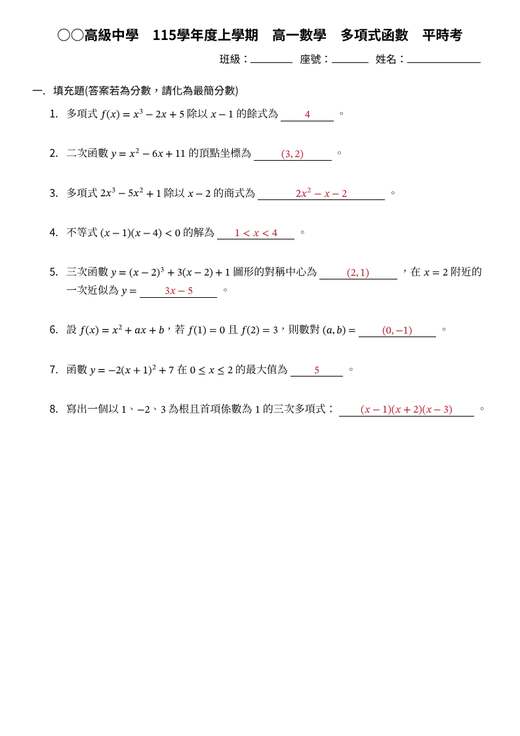 ○○高級中學 115學年度上學期 高一數學 多項式函數 平時考
班級：______ 座號：______ 姓名：____________
一. 填充題(答案若為分數，請化為最簡分數)
1. 多項式 f(x) = x³ − 2x + 5 除以 x − 1 的餘式為 4 。
2. 二次函數 y = x² − 6x + 11 的頂點坐標為 (3, 2) 。
3. 多項式 2x³ − 5x² + 1 除以 x − 2 的商式為 2x² − x − 2 。
4. 不等式 (x − 1)(x − 4) < 0 的解為 1 < x < 4 。
5. 三次函數 y = (x − 2)³ + 3(x − 2) + 1 圖形的對稱中心為 (2, 1) ，在 x = 2 附近的
一次近似為 y = 3x − 5 。
6. 設 f(x) = x² + ax + b，若 f(1) = 0 且 f(2) = 3，則數對 (a, b) = (0, −1) 。
7. 函數 y = −2(x + 1)² + 7 在 0 ≤ x ≤ 2 的最大值為 5 。
8. 寫出一個以 1、−2、3 為根且首項係數為 1 的三次多項式： (x − 1)(x + 2)(x − 3) 。